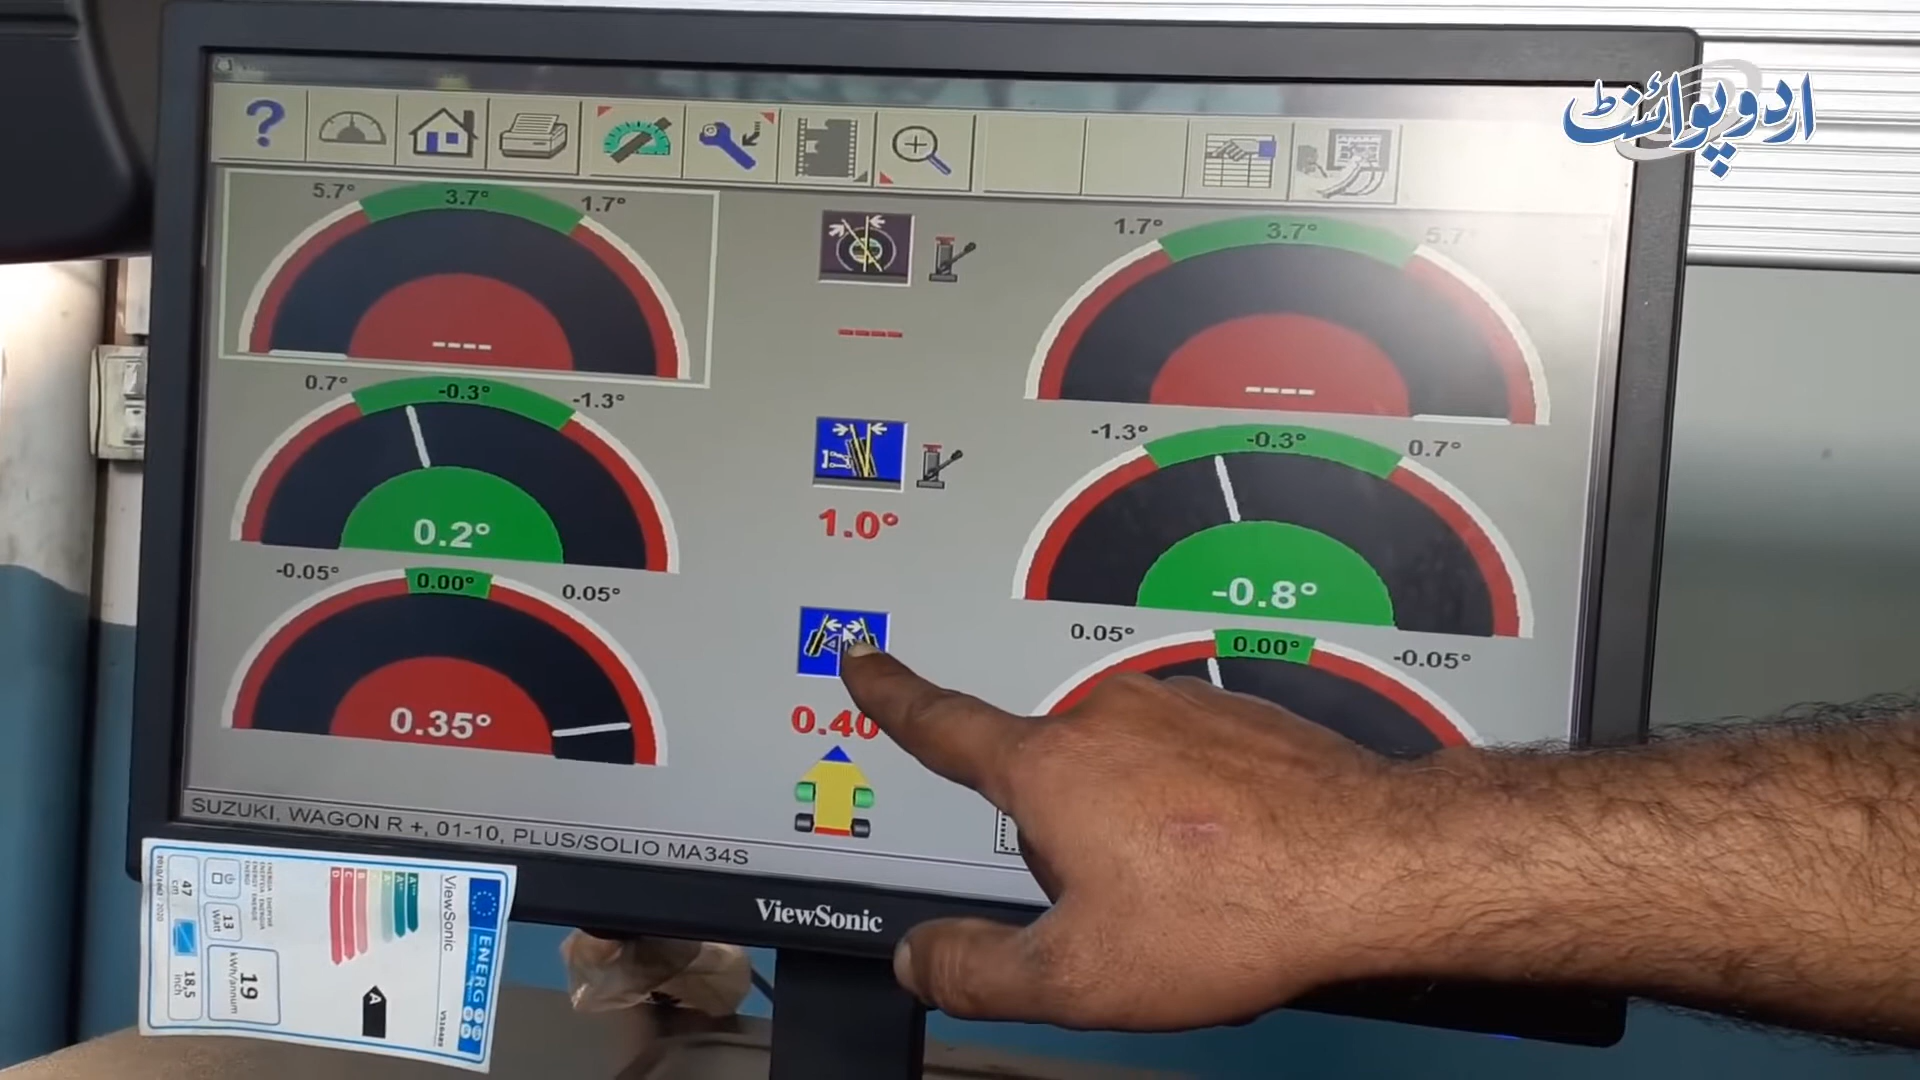 اردوپوائنٹ
?
5.7° 3.7° 1.7°
1.7° 3.7° 5.7°
----
----
----
0.7° -0.3° -1.3°
-1.3° -0.3° 0.7°
0.2°
1.0°
-0.8°
-0.05° 0.00° 0.05°
0.05° 0.00° -0.05°
0.35°
0.40
SUZUKI, WAGON R +, 01-10, PLUS/SOLIO MA34S
ViewSonic
ENERG
ViewSonic
A
47 cm
13 Watt
19 kWh/annum
18,5 inch
2010/1062 - 2020